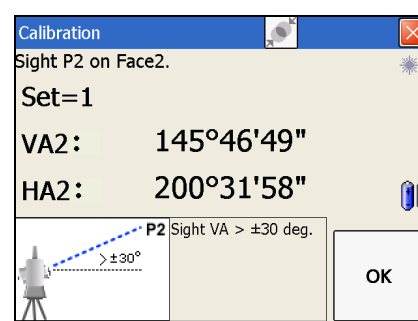 Calibration
Sight P2 on Face2.
Set=1
VA2: 145°46'49"
HA2: 200°31'58"
P2 Sight VA > ±30 deg.
>±30°
OK